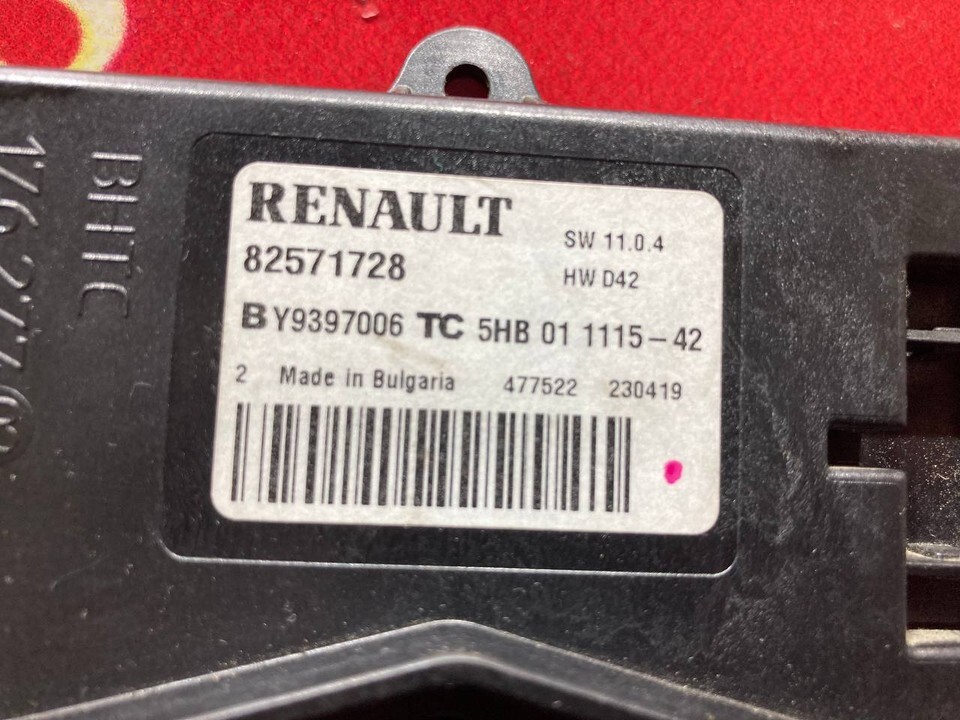 RENAULT
82571728
SW 11.0.4
HW D42
B Y9397006 TC 5HB 01 1115-42
2 Made in Bulgaria 477522 230419
BHTC